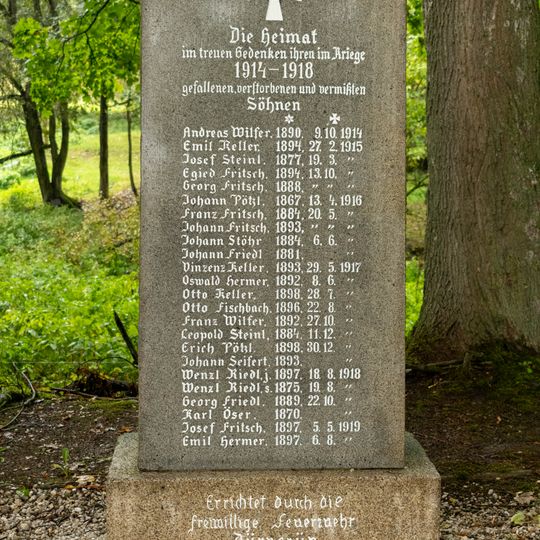 Die Heimat
im treuen Gedenken ihren im Kriege
1914–1918
gefallenen, verstorbenen und vermißten
Söhnen
* ✠
Andreas Wilfer. 1890. 9. 10. 1914
Emil Keller. 1894. 27. 2. 1915
Josef Steinl. 1877. 19. 3. "
Egied Fritsch. 1894. 13. 10. "
Georg Fritsch. 1888. " " "
Johann Pötzl. 1867. 13. 4. 1916
Franz Fritsch. 1884. 20. 5. "
Johann Fritsch. 1893. " " "
Johann Stöhr 1884. 6. 6. "
Johann Friedl 1881. "
Vinzenz Keller. 1893. 29. 5. 1917
Oswald Hermer. 1892. 8. 6. "
Otto Keller. 1898. 28. 7. "
Otto Fischbach. 1896. 22. 8. "
Franz Wilfer. 1892. 27. 10. "
Leopold Steinl. 1884. 11. 12. "
Erich Pötzl. 1898. 30. 12. "
Johann Seifert. 1893. "
Wenzl Riedl, j. 1897. 18. 8. 1918
Wenzl Riedl, s. 1875. 19. 8. "
Georg Friedl. 1889. 22. 10. "
Karl Öser. 1870. "
Josef Fritsch. 1897. 5. 5. 1919
Emil Hermer. 1897. 6. 8. "
Errichtet durch die
freiwillige Feuerwehr
Dürngrün